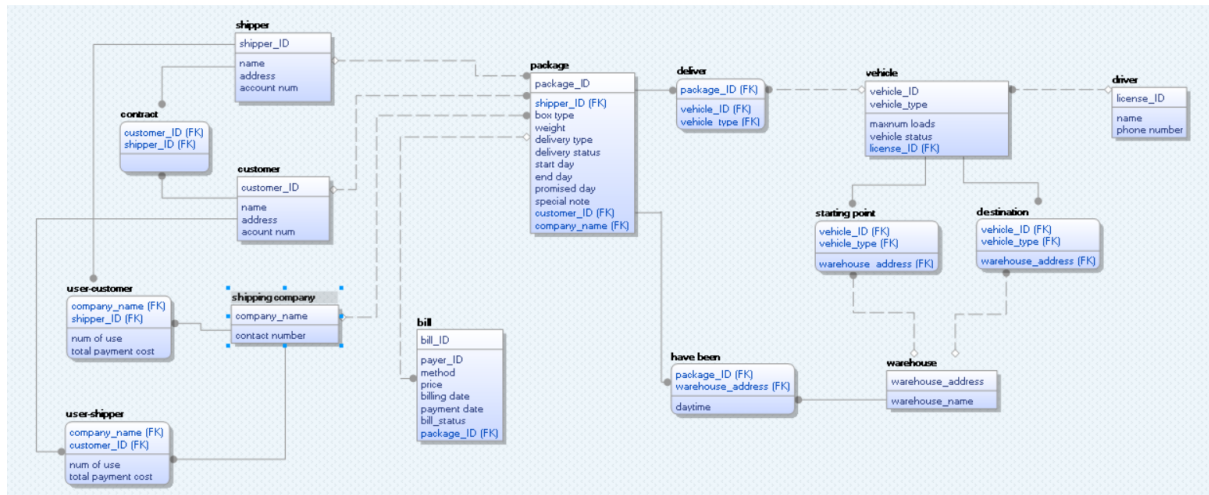 shipper
shipper_ID
name
address
account num
contract
customer_ID (FK)
shipper_ID (FK)
customer
customer_ID
name
address
acount num
user-customer
company_name (FK)
shipper_ID (FK)
num of use
total payment cost
shipping company
company_name
contact number
user-shipper
company_name (FK)
customer_ID (FK)
num of use
total payment cost
package
package_ID
shipper_ID (FK)
box type
weight
delivery type
delivery status
start day
end day
promised day
special note
customer_ID (FK)
company_name (FK)
bill
bill_ID
payer_ID
method
price
billing date
payment date
bill_status
package_ID (FK)
deliver
package_ID (FK)
vehicle_ID (FK)
vehicle_type (FK)
vehicle
vehicle_ID
vehicle_type
maxnum loads
vehicle status
license_ID (FK)
driver
license_ID
name
phone number
starting point
vehicle_ID (FK)
vehicle_type (FK)
warehouse_address (FK)
destination
vehicle_ID (FK)
vehicle_type (FK)
warehouse_address (FK)
have been
package_ID (FK)
warehouse_address (FK)
daytime
warehouse
warehouse_address
warehouse_name